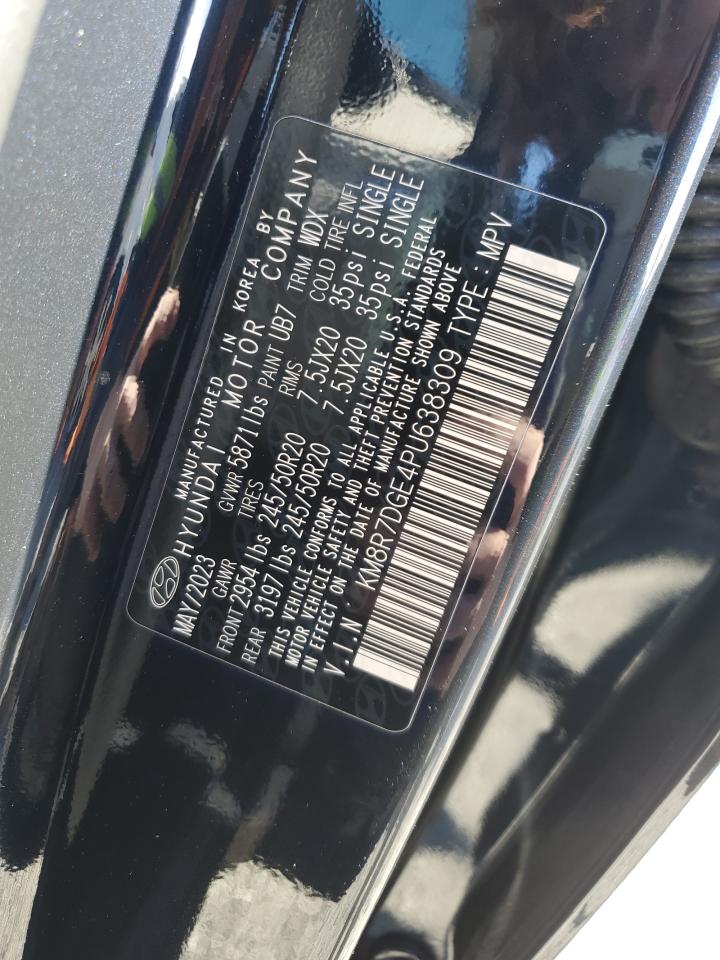 MANUFACTURED IN KOREA BY
HYUNDAI MOTOR COMPANY
MAY/2023 GVWR 5871lbs PAINT UB7 TRIM WDX
GAWR TIRES RMS COLD TIRE INFL
FRONT 2954 lbs 245/50R20 7.5JX20 35psi SINGLE
REAR 3197 lbs 245/50R20 7.5JX20 35psi SINGLE
THIS VEHICLE CONFORMS TO ALL APPLICABLE U.S.A. FEDERAL
MOTOR VEHICLE SAFETY AND THEFT PREVENTION STANDARDS
IN EFFECT ON THE DATE OF MANUFACTURE SHOWN ABOVE
V.I.N : KM8R7DGE4PU638309 TYPE : MPV